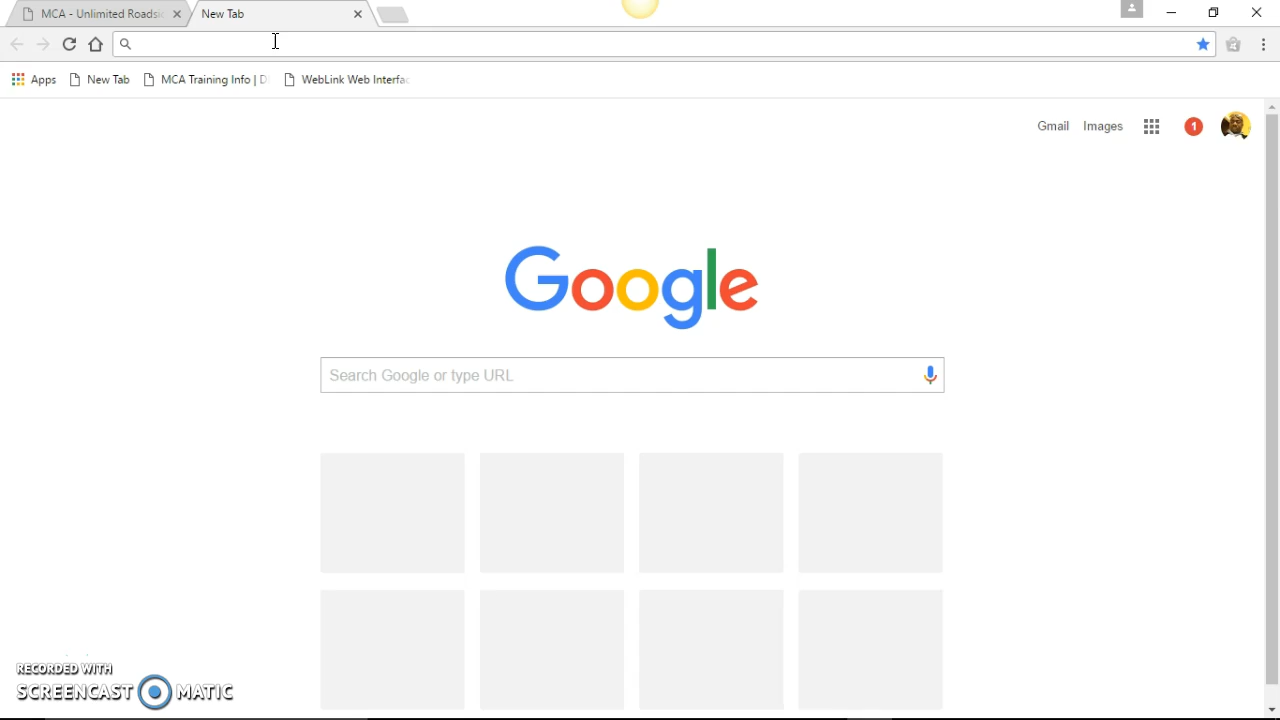 MCA - Unlimited Roadsi
New Tab
Apps
New Tab
MCA Training Info | D
WebLink Web Interfac
Gmail
Images
1
Google
Search Google or type URL
RECORDED WITH
SCREENCAST MATIC